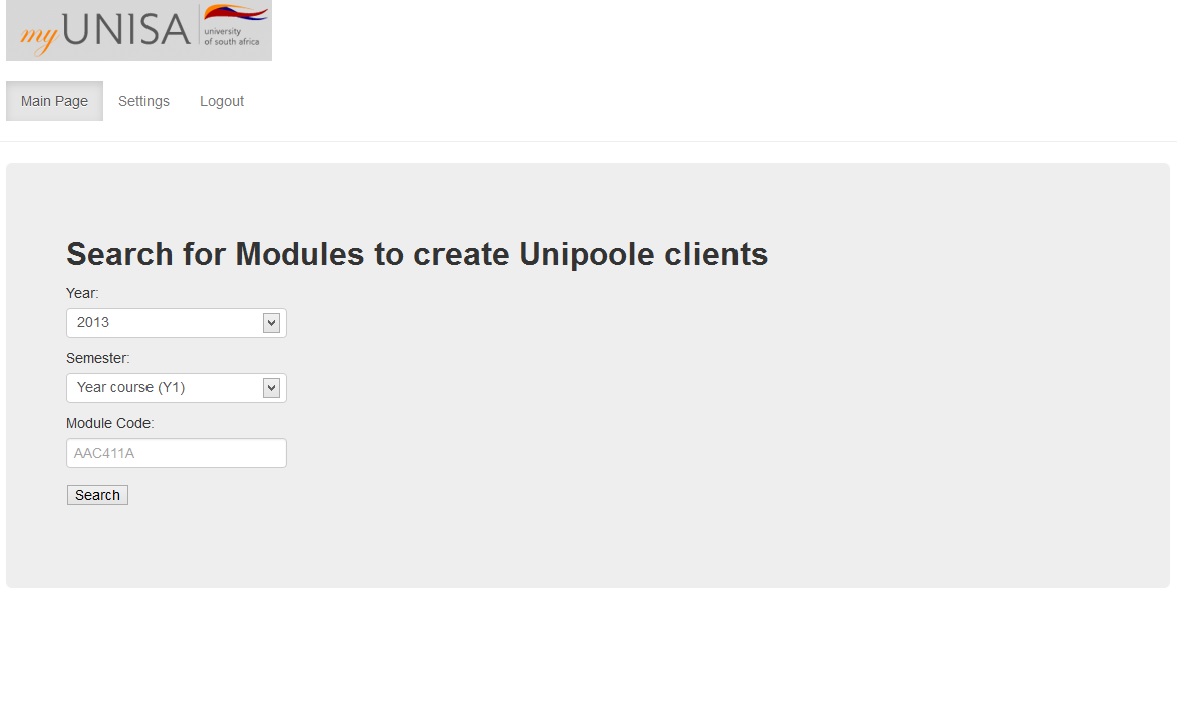 myUNISA
university
of south africa
Main Page Settings Logout
Search for Modules to create Unipoole clients
Year:
2013
Semester:
Year course (Y1)
Module Code:
AAC411A
Search